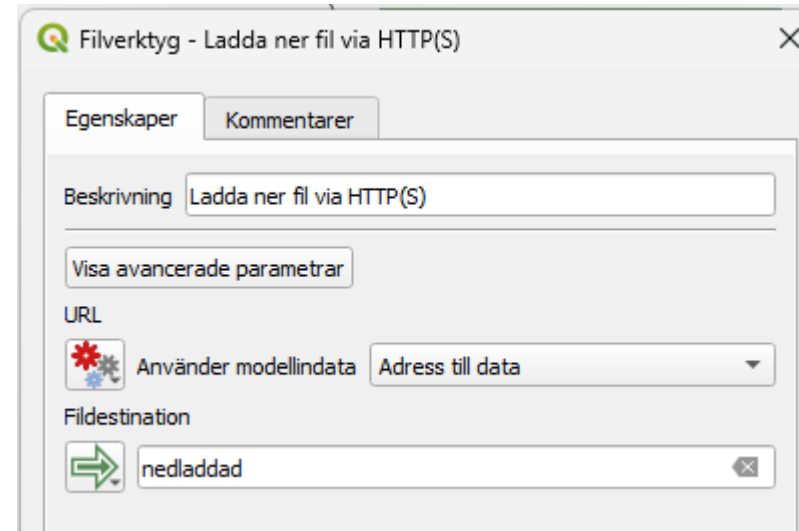 Filverktyg - Ladda ner fil via HTTP(S)
Egenskaper
Kommentarer
Beskrivning Ladda ner fil via HTTP(S)
Visa avancerade parametrar
URL
Använder modellindata Adress till data
Fildestination
nedladdad